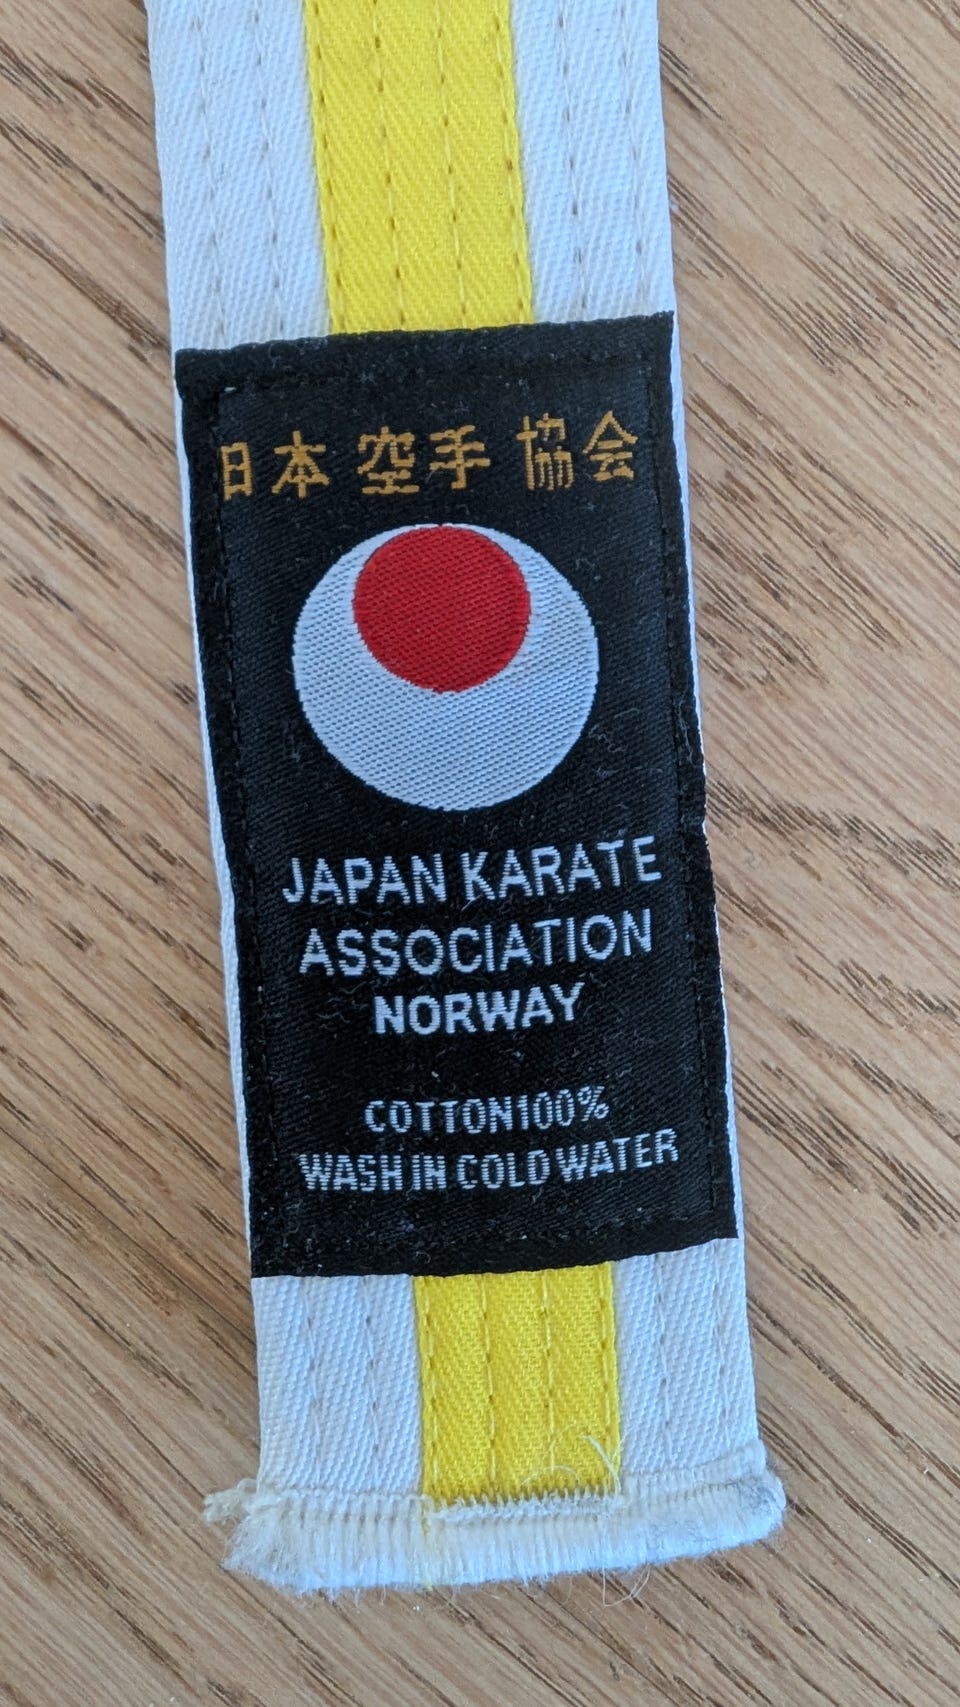 日本 空手 協会
JAPAN KARATE
ASSOCIATION
NORWAY
COTTON100%
WASH IN COLD WATER